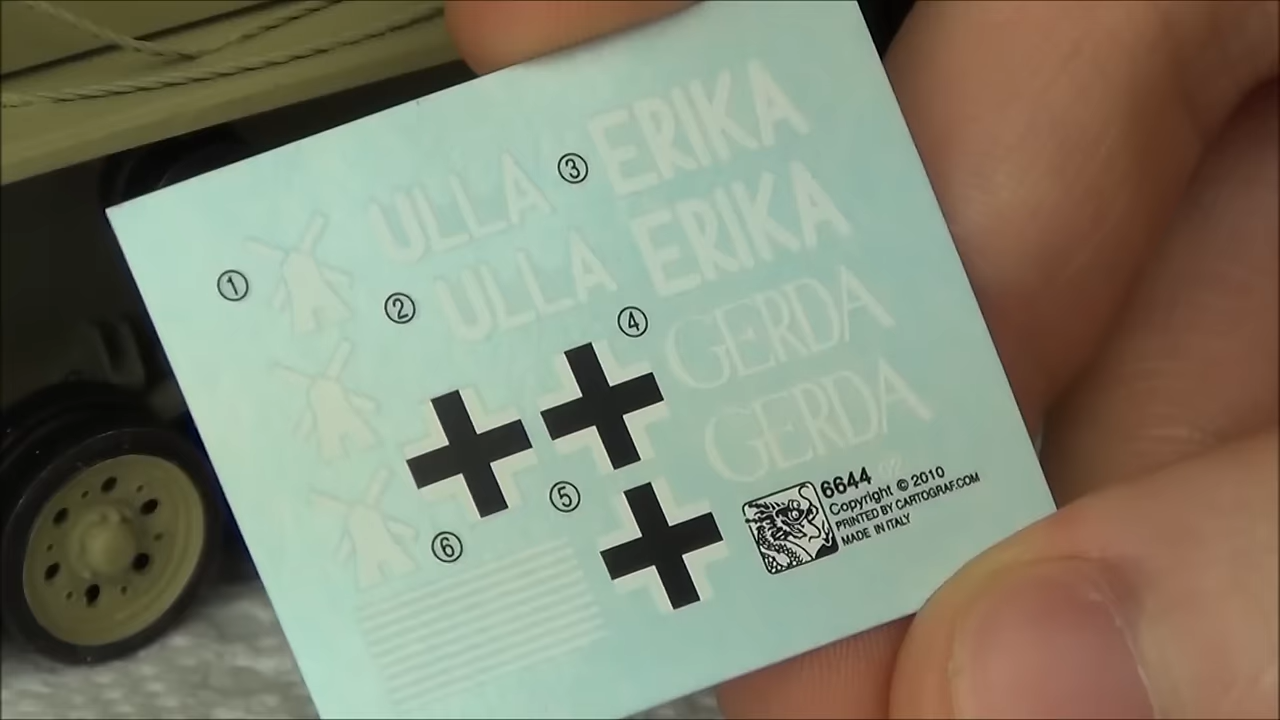 ①
ULLA
③ ERIKA
② ULLA
ERIKA
④ GERDA
GERDA
⑤
⑥
6644
Copyright © 2010
PRINTED BY CARTOGRAF.COM
MADE IN ITALY